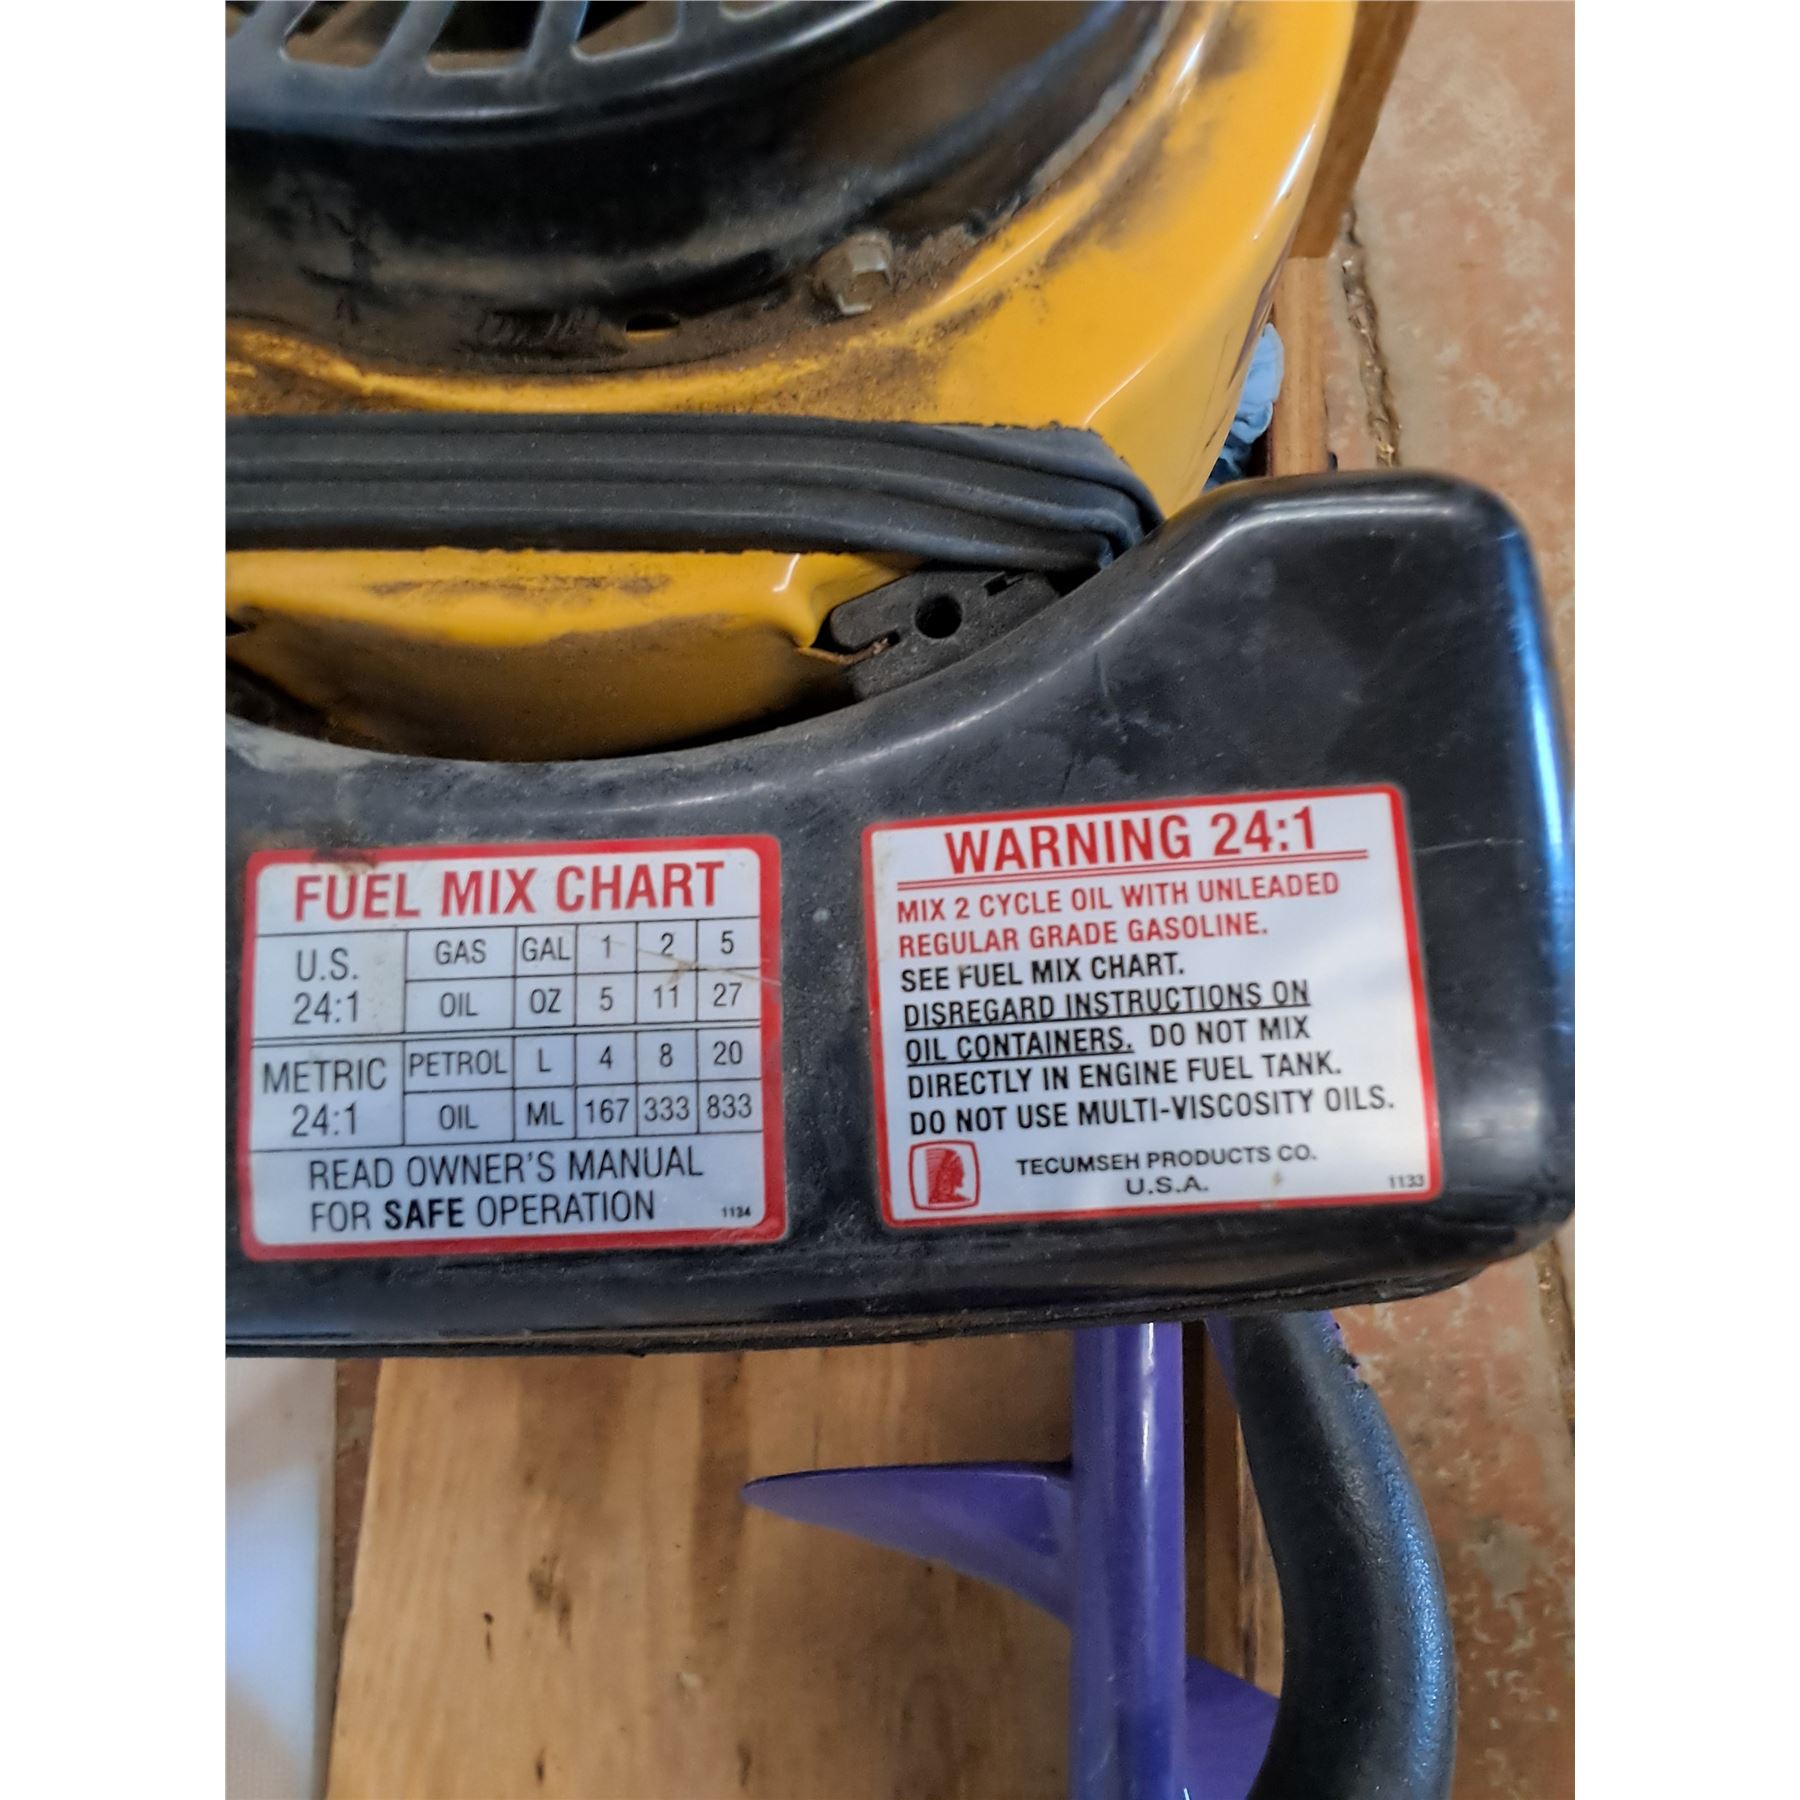 FUEL MIX CHART
U.S. 24:1 GAS GAL 1 2 5
OIL OZ 5 11 27
METRIC 24:1 PETROL L 4 8 20
OIL ML 167 333 833
READ OWNER'S MANUAL
FOR SAFE OPERATION 1134
WARNING 24:1
MIX 2 CYCLE OIL WITH UNLEADED
REGULAR GRADE GASOLINE.
SEE FUEL MIX CHART.
DISREGARD INSTRUCTIONS ON
OIL CONTAINERS. DO NOT MIX
DIRECTLY IN ENGINE FUEL TANK.
DO NOT USE MULTI-VISCOSITY OILS.
TECUMSEH PRODUCTS CO.
U.S.A. 1133